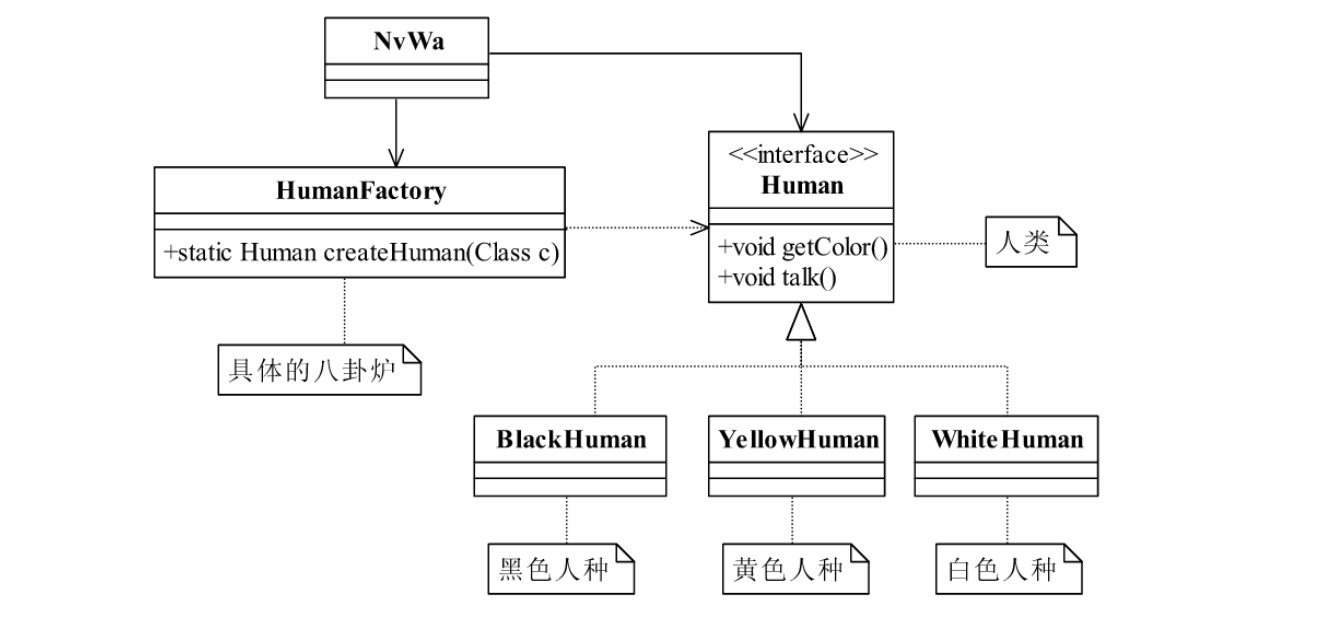 NvWa
<<interface>>
Human
HumanFactory
+static Human createHuman(Class c)
+void getColor()
+void talk()
人类
具体的八卦炉
BlackHuman
YellowHuman
WhiteHuman
黑色人种
黄色人种
白色人种